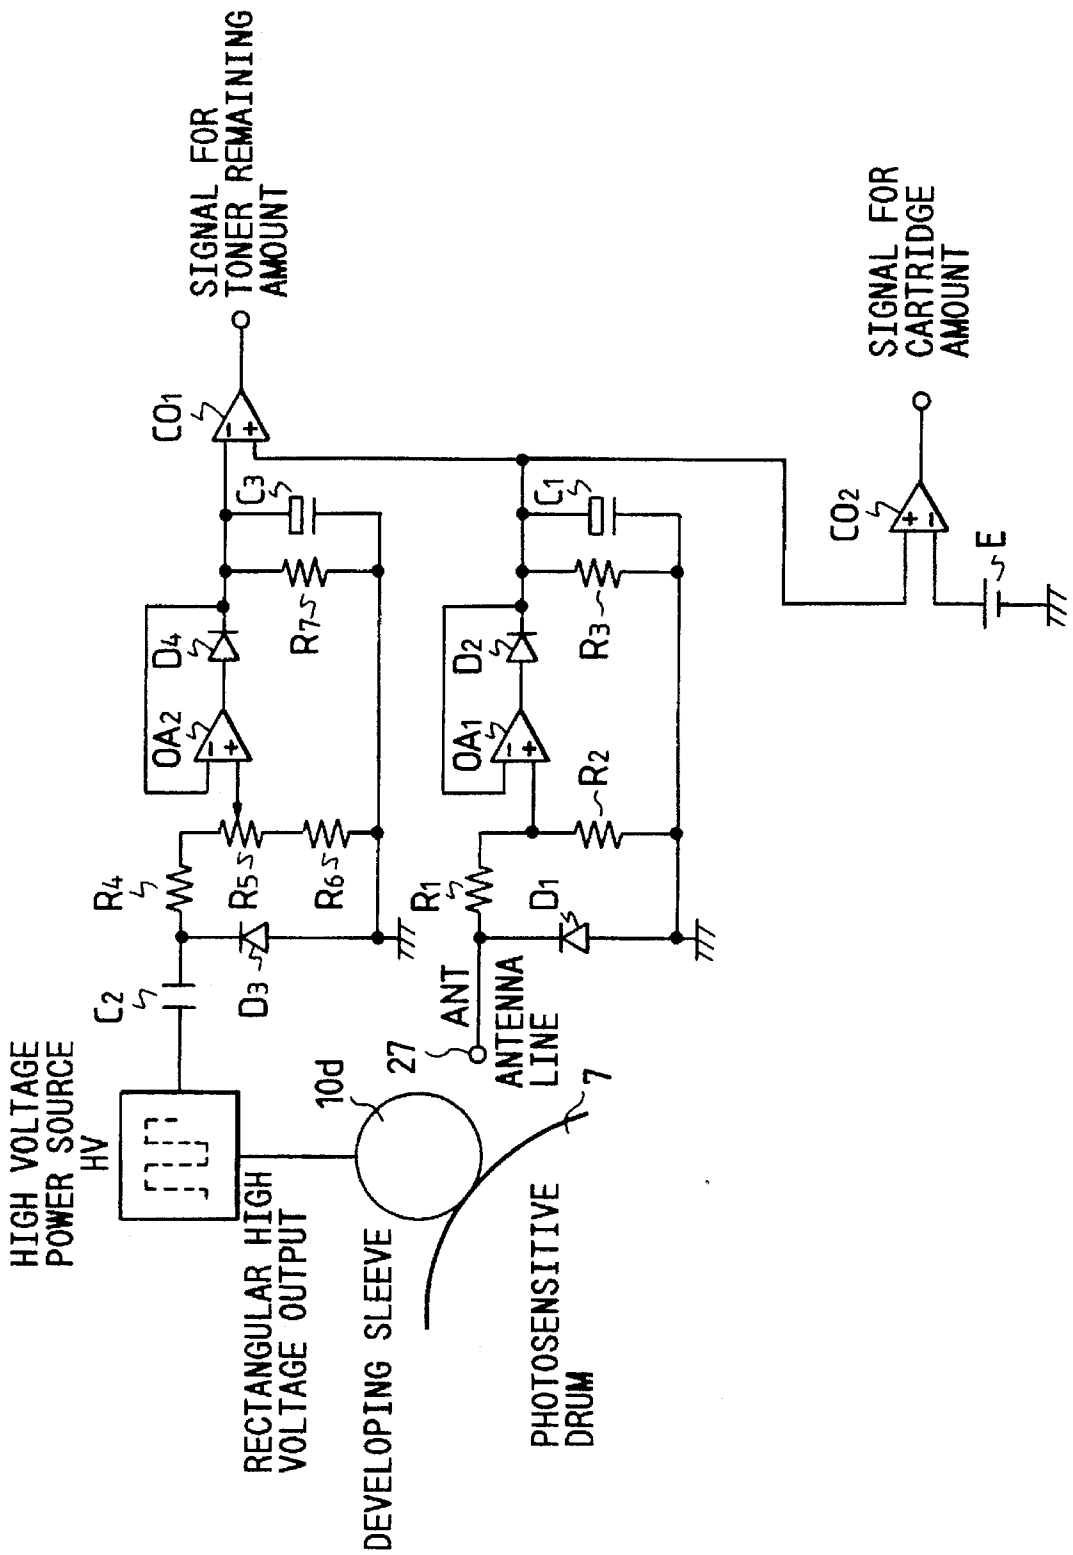 HIGH VOLTAGE
POWER SOURCE
HV
RECTANGULAR HIGH
VOLTAGE OUTPUT
DEVELOPING SLEEVE
10d
PHOTOSENSITIVE
DRUM
7
27
ANT
ANTENNA
LINE
C2
D3
R4
R5
R6
OA2
D4
R7
C3
CO1
- +
- +
SIGNAL FOR
TONER REMAINING
AMOUNT
R1
D1
R2
OA1
- +
D2
R3
C1
CO2
+ -
E
SIGNAL FOR
CARTRIDGE
AMOUNT